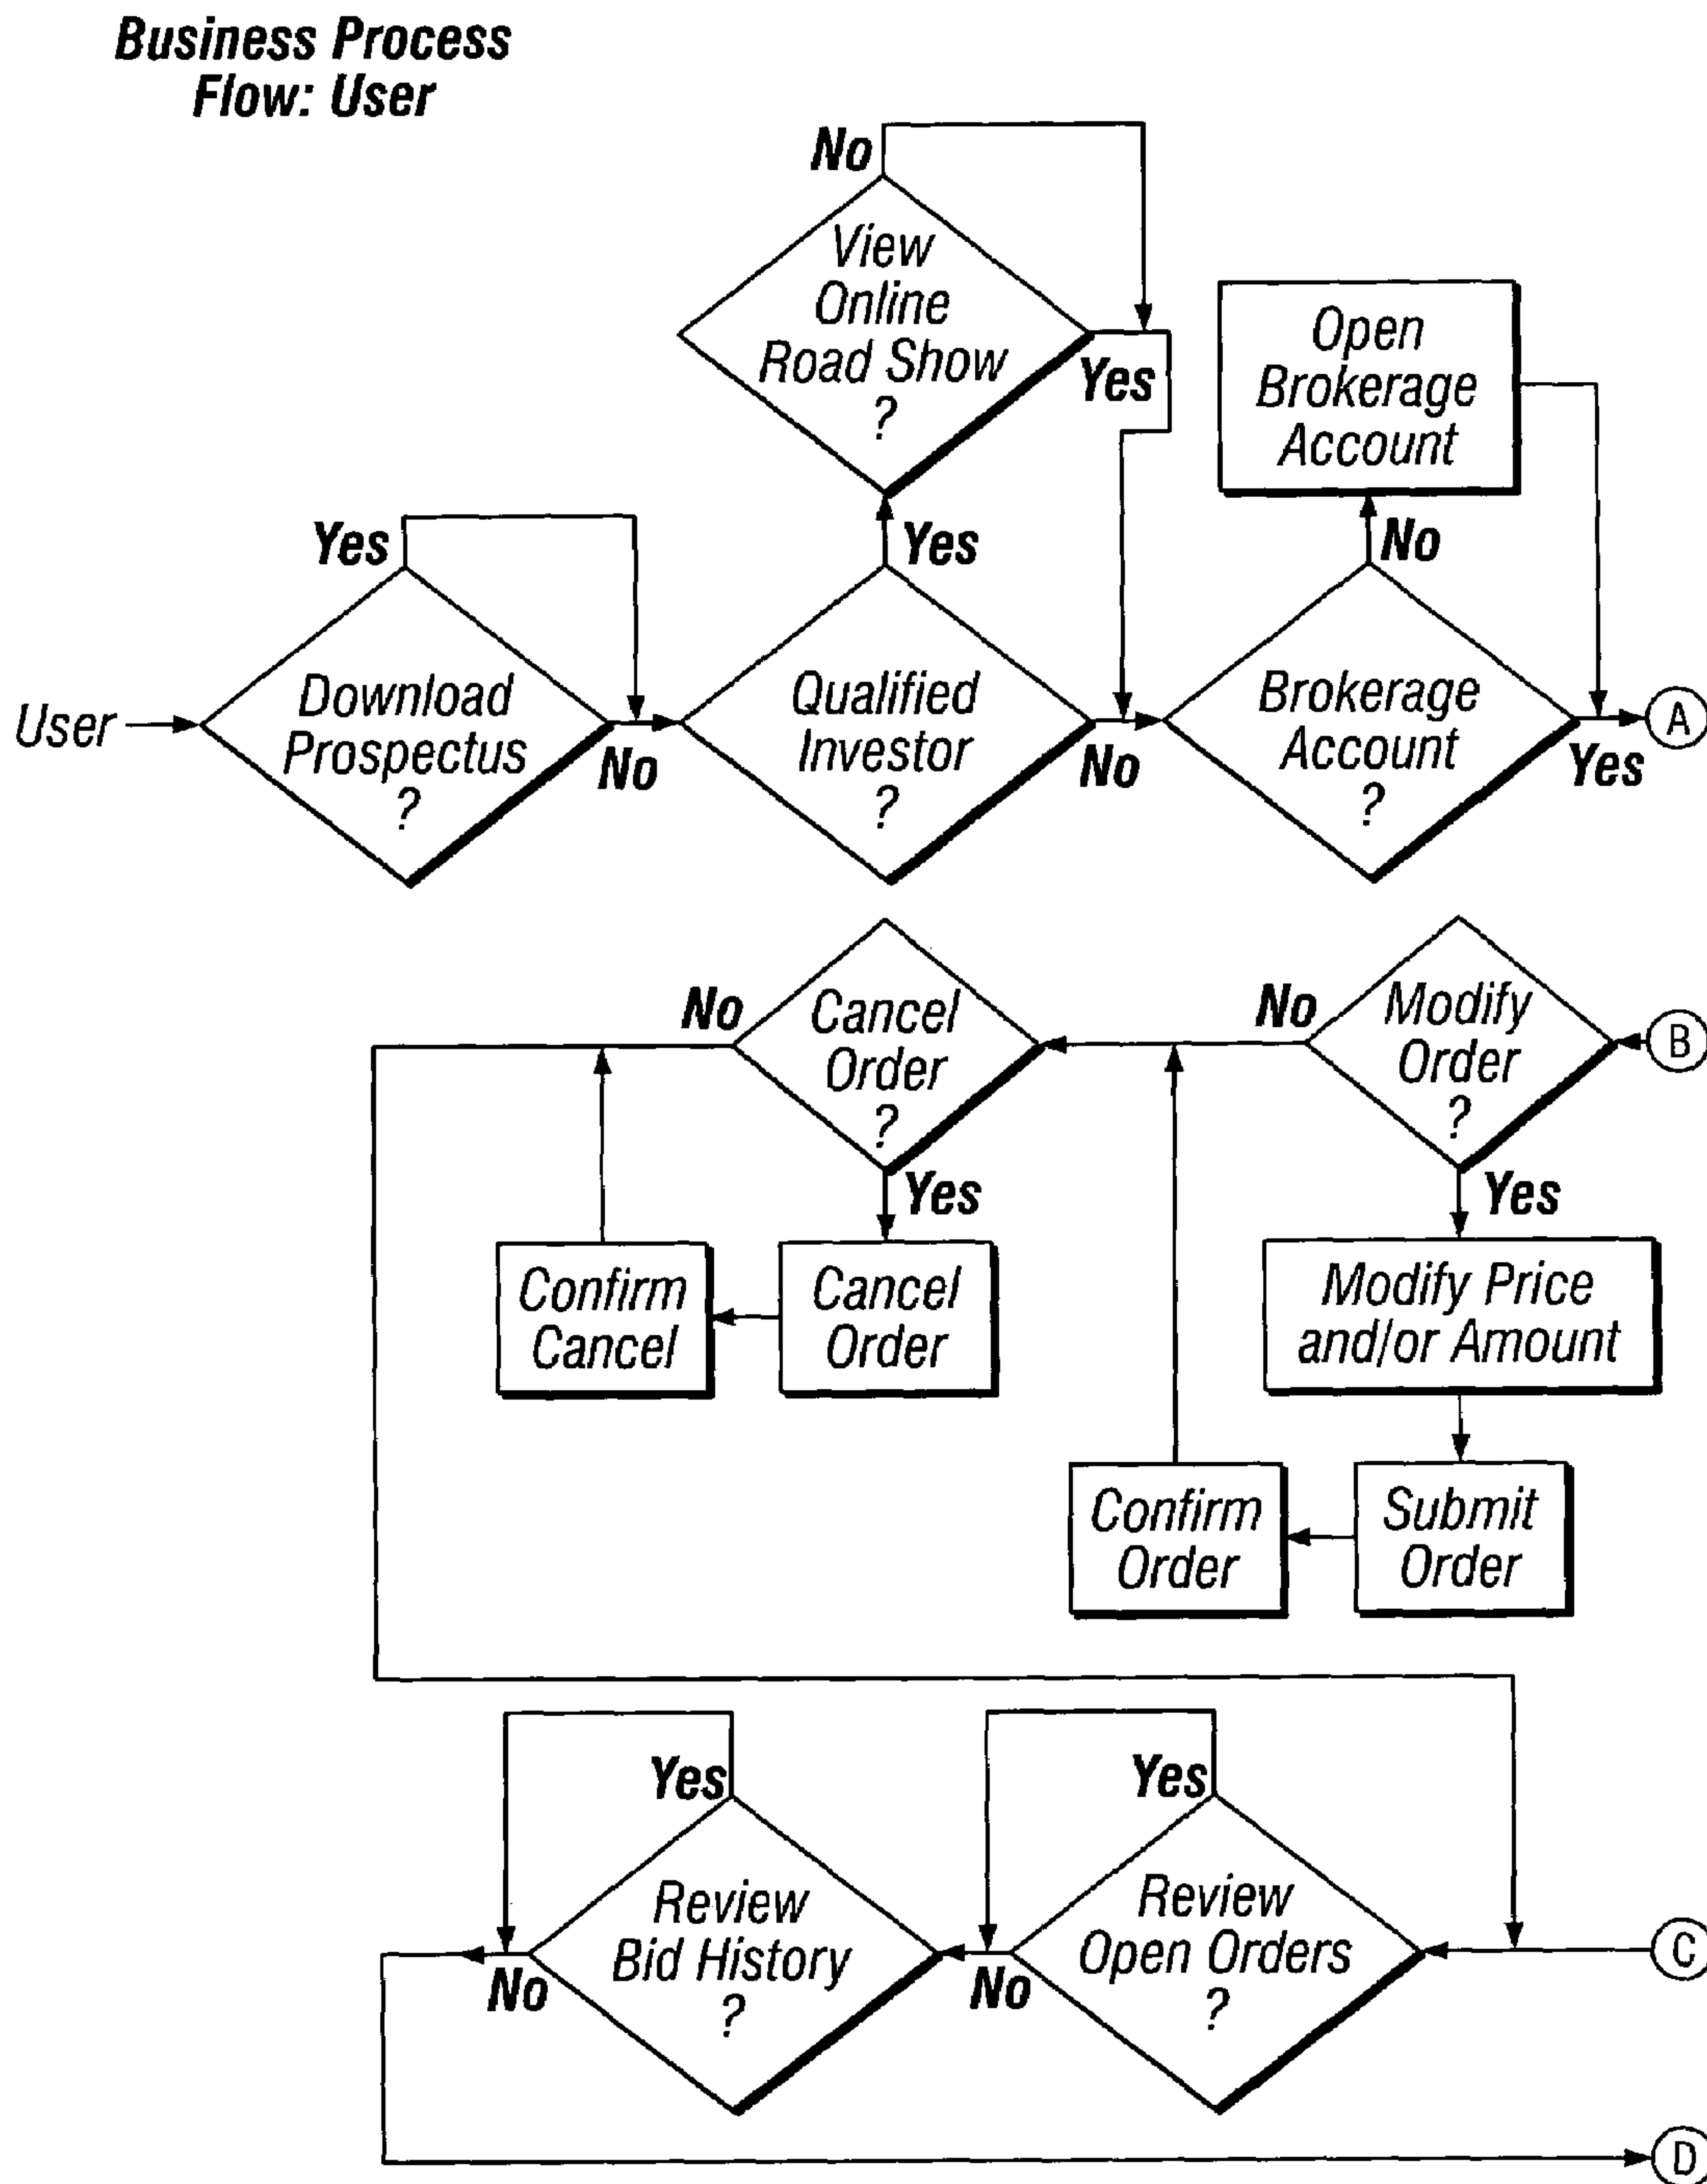 Business Process
Flow: User
No
View
Online
Road Show
?
Yes
Open
Brokerage
Account
Yes
Yes
No
User
Download
Prospectus
?
No
Qualified
Investor
?
No
Brokerage
Account
?
Yes
A
No
Cancel
Order
?
No
Modify
Order
?
B
Yes
Yes
Confirm
Cancel
Cancel
Order
Modify Price
and/or Amount
Confirm
Order
Submit
Order
Yes
Yes
Review
Bid History
?
No
Review
Open Orders
?
No
C
D